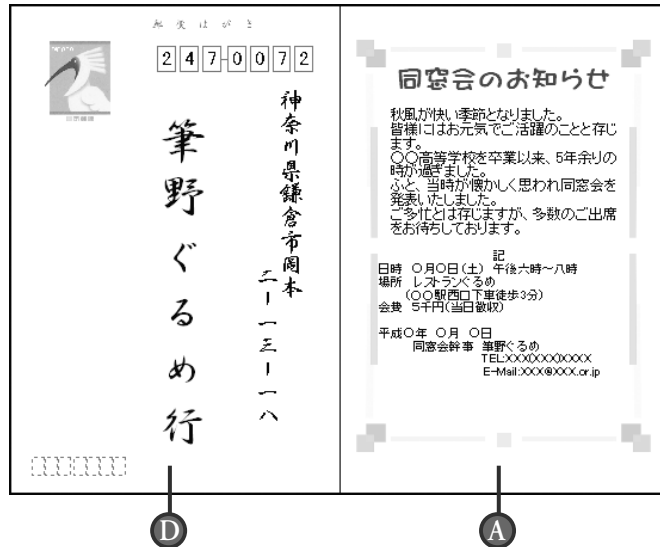 郵便はがき
247-0072
神奈川県鎌倉市岡本
二-一三-一八
筆野ぐるめ行
同窓会のお知らせ
秋風が快い季節となりました。
皆様にはお元気でご活躍のことと存じ
ます。
〇〇高等学校を卒業以来、5年余りの
時が過ぎました。
ふと、当時が懐かしく思われ同窓会を
発表いたしました。
ご多忙とは存じますが、多数のご出席
をお待ちしております。
記
日時 〇月〇日(土) 午後六時〜八時
場所 レストランぐるめ
(〇〇駅西口下車徒歩3分)
会費 5千円(当日徴収)
平成〇年 〇月 〇日
同窓会幹事 筆野ぐるめ
TEL:XXX(XXX)XXXX
E-Mail:XXX@XXX.or.jp
D
A